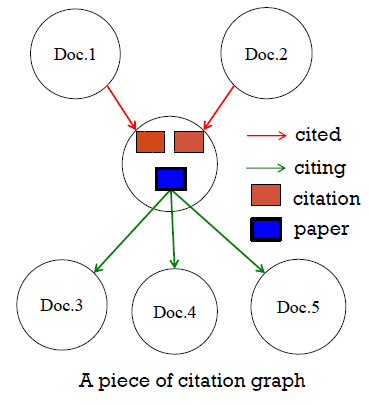 Doc.1
Doc.2
cited
citing
citation
paper
Doc.3
Doc.4
Doc.5
A piece of citation graph